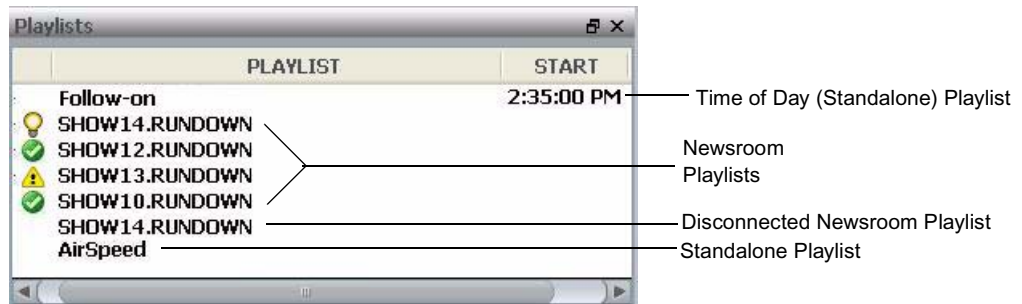 Playlists
PLAYLIST START
Follow-on 2:35:00 PM Time of Day (Standalone) Playlist
SHOW14.RUNDOWN
SHOW12.RUNDOWN Newsroom
SHOW13.RUNDOWN Playlists
SHOW10.RUNDOWN
SHOW14.RUNDOWN Disconnected Newsroom Playlist
AirSpeed Standalone Playlist